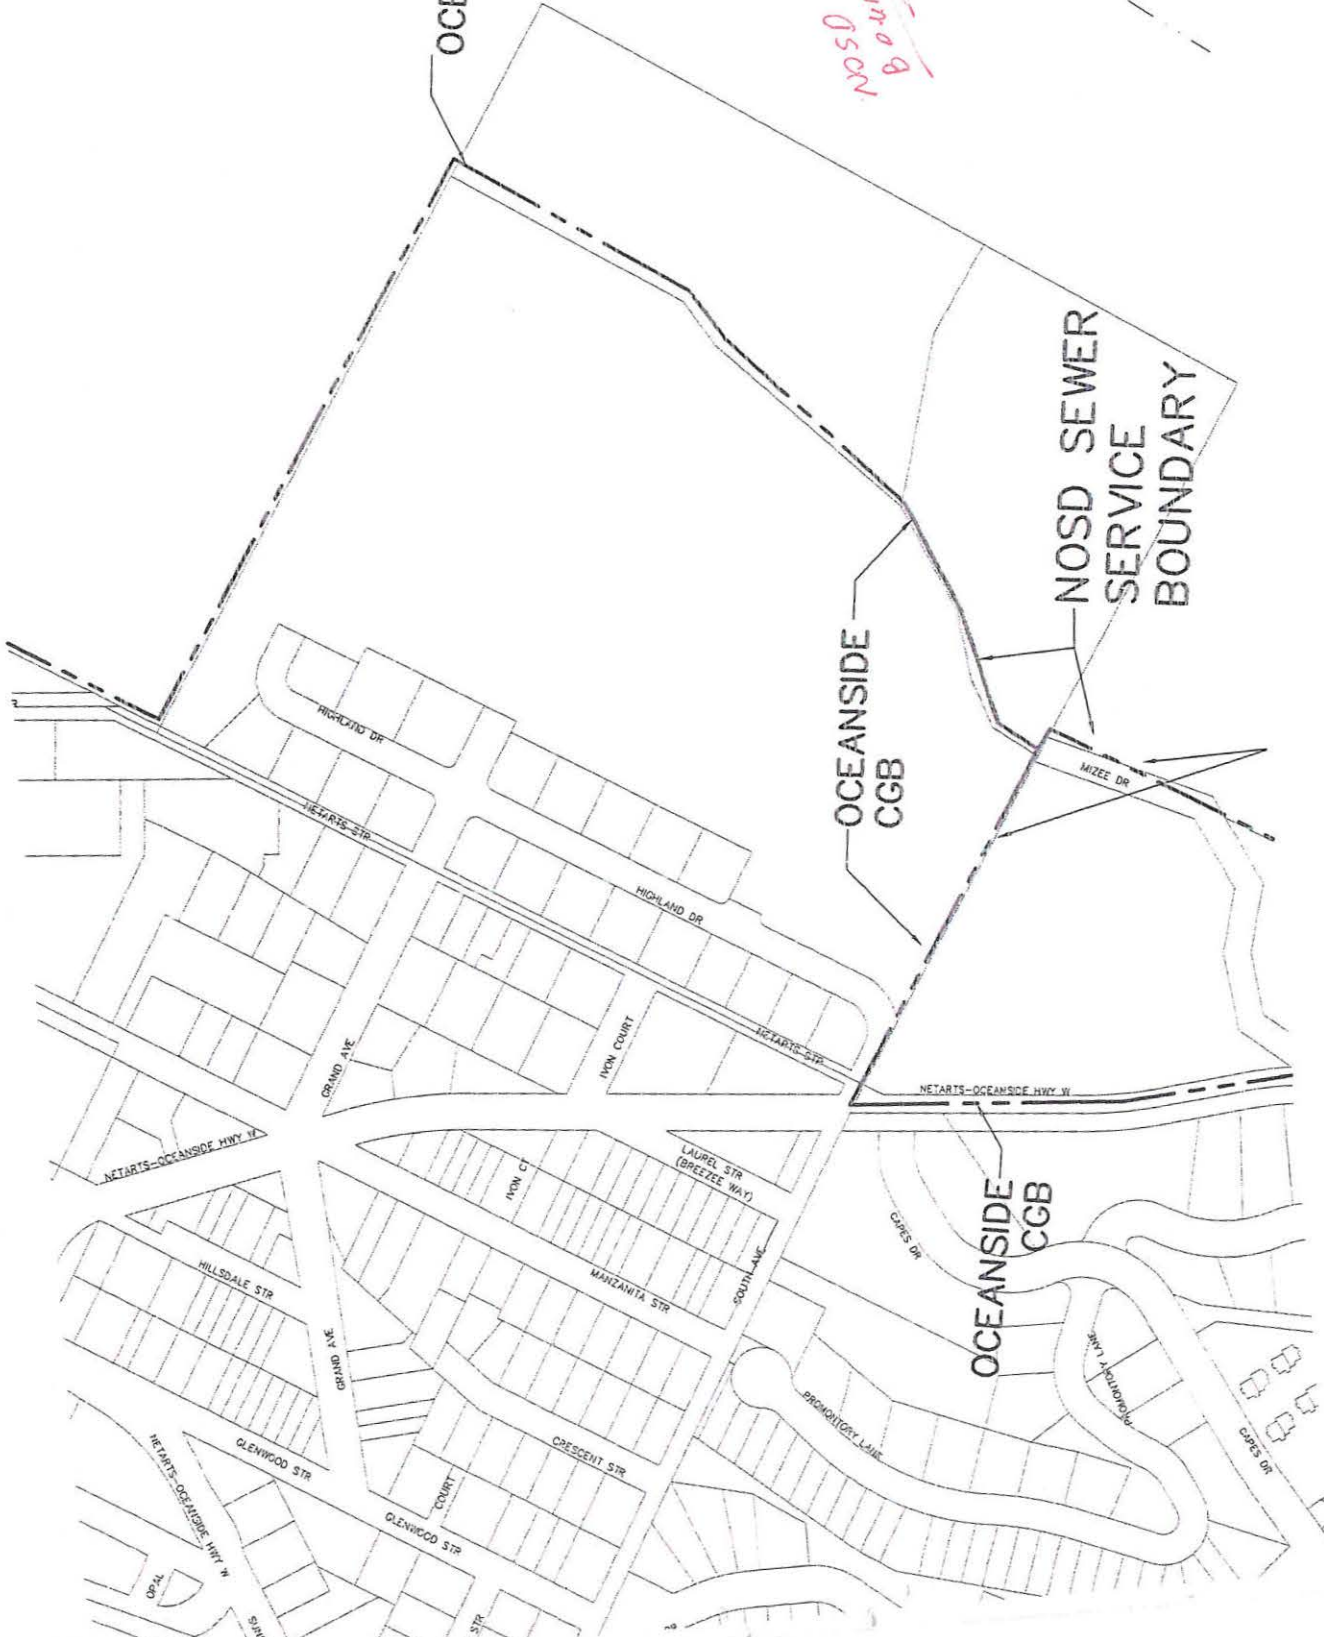 OCE
NOSD
HIGHLAND DR
NETARTS STR
HIGHLAND DR
OCEANSIDE
CGB
NOSD SEWER
SERVICE
BOUNDARY
MIZEE DR
IVON COURT
NETARTS STR
GRAND AVE
NETARTS-OCEANSIDE HWY W
NETARTS-OCEANSIDE HWY W
LAUREL STR
(BREEZEE WAY)
IVON CT
CAPES DR
OCEANSIDE
CGB
HILLSDALE STR
MANZANITA STR
SOUTH AVE
GRAND AVE
PROMONTORY LANE
PROMONTORY LANE
CRESCENT STR
CAPES DR
GLENWOOD STR
NETARTS-OCEANSIDE HWY W
COURT
GLENWOOD STR
OPAL
STR